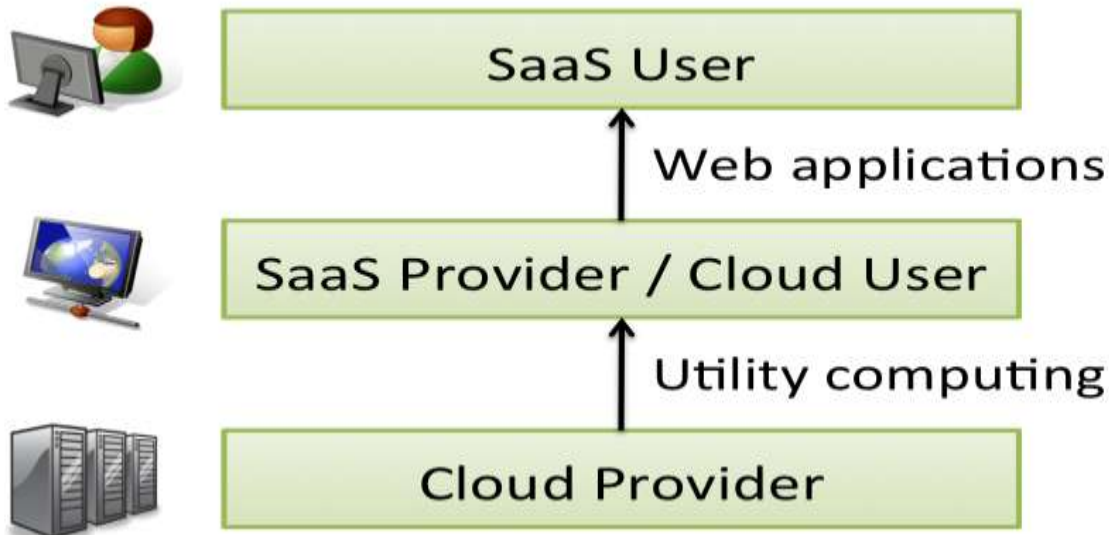 SaaS User
Web applications
SaaS Provider / Cloud User
Utility computing
Cloud Provider